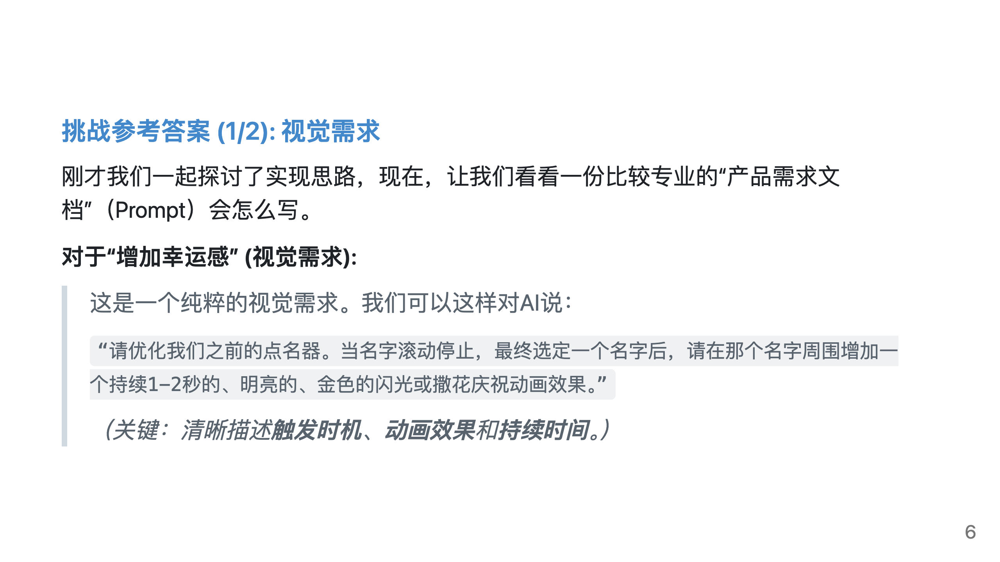 挑战参考答案 (1/2): 视觉需求
刚才我们一起探讨了实现思路，现在，让我们看看一份比较专业的“产品需求文
档”（Prompt）会怎么写。
对于“增加幸运感” (视觉需求):
这是一个纯粹的视觉需求。我们可以这样对AI说：
“请优化我们之前的点名器。当名字滚动停止，最终选定一个名字后，请在那个名字周围增加一
个持续1-2秒的、明亮的、金色的闪光或撒花庆祝动画效果。”
（关键：清晰描述触发时机、动画效果和持续时间。）
6